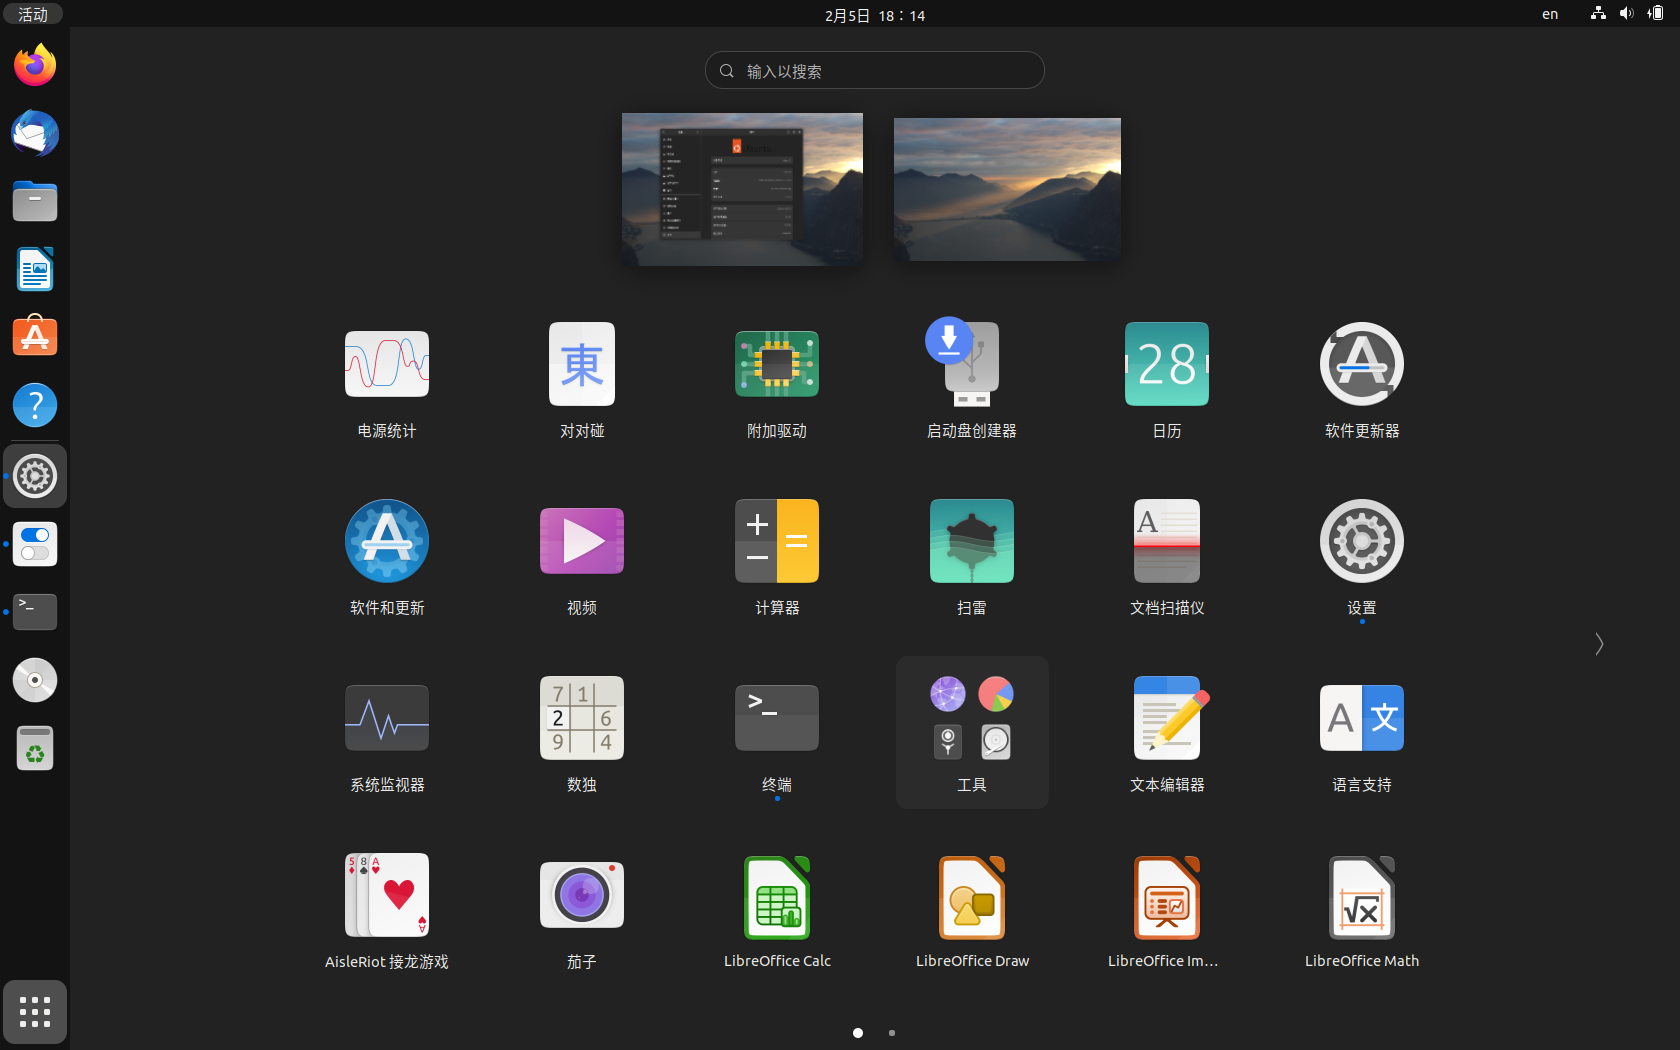 活动
2月5日 18：14
en
输入以搜索
电源统计
对对碰
附加驱动
启动盘创建器
日历
软件更新器
软件和更新
视频
计算器
扫雷
文档扫描仪
设置
系统监视器
数独
终端
工具
文本编辑器
语言支持
AisleRiot 接龙游戏
茄子
LibreOffice Calc
LibreOffice Draw
LibreOffice Im...
LibreOffice Math
東
28
A
>_
7 1
2 6
9 4
A 文
5 8 A
A
√x
?
>_